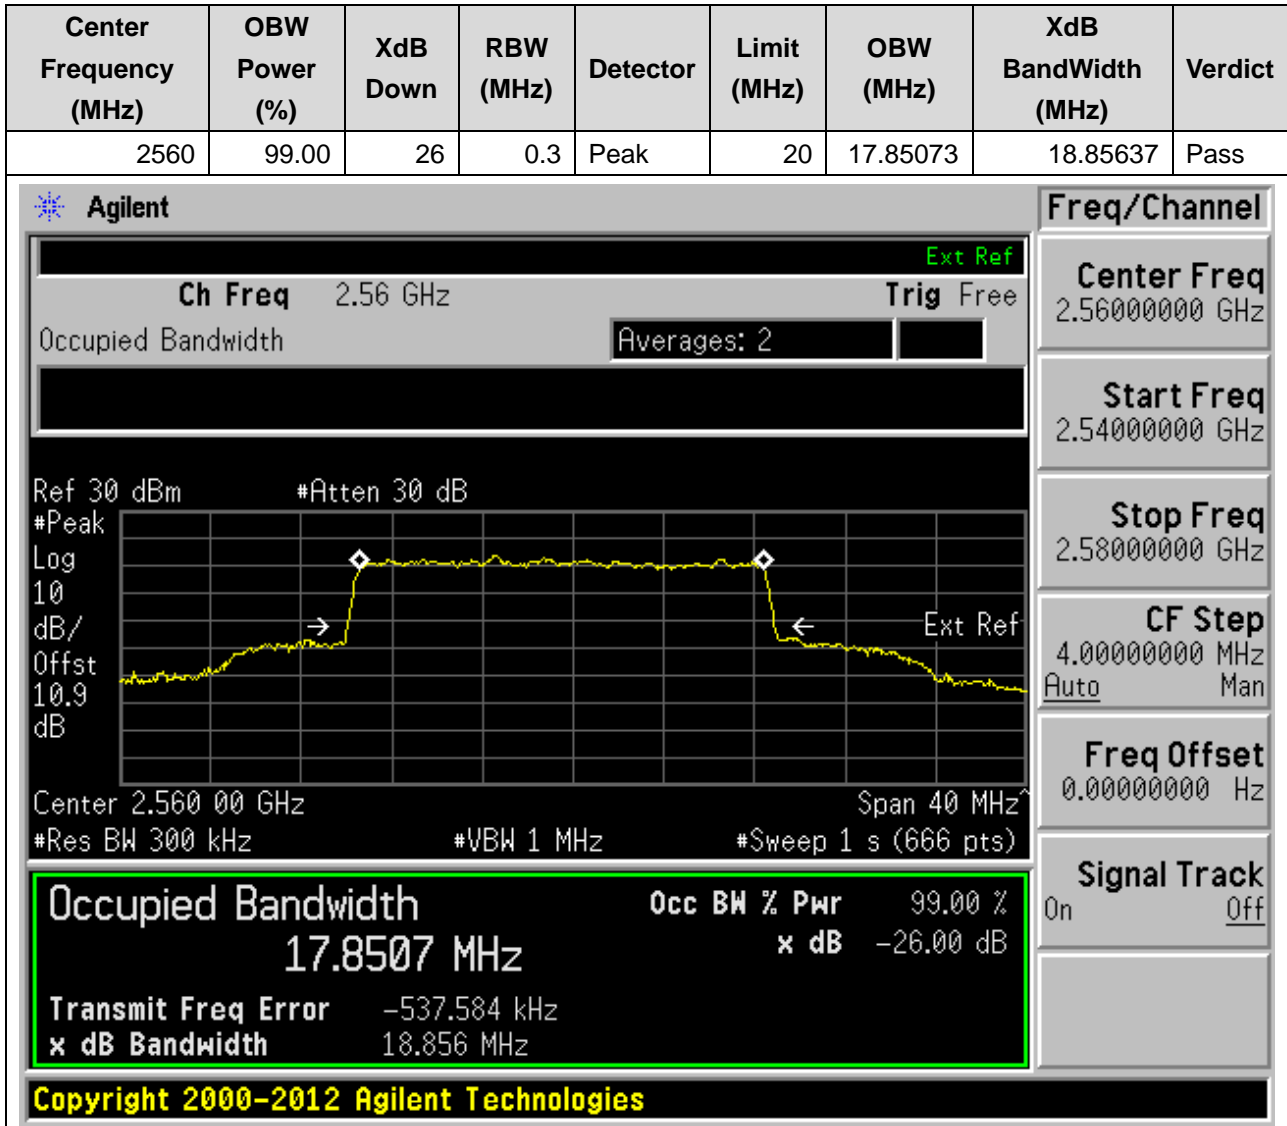 Center Frequency (MHz) OBW Power (%) XdB Down RBW (MHz) Detector Limit (MHz) OBW (MHz) XdB BandWidth (MHz) Verdict
2560 99.00 26 0.3 Peak 20 17.85073 18.85637 Pass
Agilent
Freq/Channel
Ext Ref
Ch Freq 2.56 GHz Trig Free
Occupied Bandwidth Averages: 2
Center Freq
2.56000000 GHz
Start Freq
2.54000000 GHz
Stop Freq
2.58000000 GHz
CF Step
4.00000000 MHz
Auto Man
Freq Offset
0.00000000 Hz
Signal Track
On Off
Ref 30 dBm #Atten 30 dB
#Peak
Log
10
dB/
Offst
10.9
dB
Ext Ref
Center 2.560 00 GHz Span 40 MHz^
#Res BW 300 kHz #VBW 1 MHz #Sweep 1 s (666 pts)
Occupied Bandwidth
17.8507 MHz
Occ BW % Pwr 99.00 %
x dB -26.00 dB
Transmit Freq Error -537.584 kHz
x dB Bandwidth 18.856 MHz
Copyright 2000-2012 Agilent Technologies